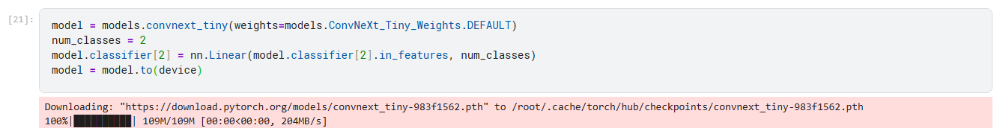 [21]:
model = models.convnext_tiny(weights=models.ConvNeXt_Tiny_Weights.DEFAULT)
num_classes = 2
model.classifier[2] = nn.Linear(model.classifier[2].in_features, num_classes)
model = model.to(device)
Downloading: "https://download.pytorch.org/models/convnext_tiny-983f1562.pth" to /root/.cache/torch/hub/checkpoints/convnext_tiny-983f1562.pth
100%|██████████| 109M/109M [00:00<00:00, 204MB/s]